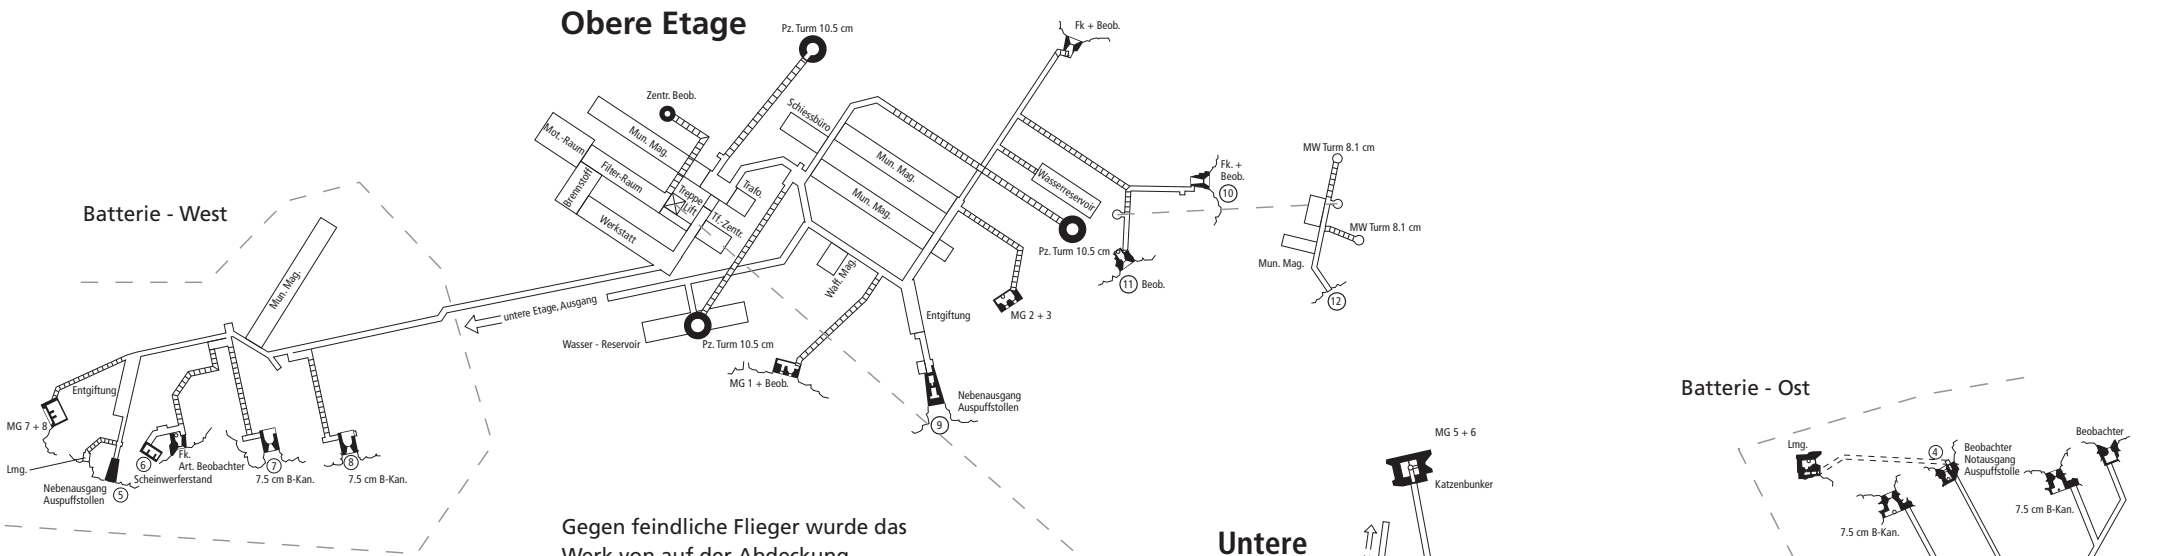 Obere Etage
Pz. Turm 10.5 cm
Fk + Beob.
Zentr. Beob.
Schiessbüro
Mot.-Raum
Mun. Mag.
Filter-Raum
Brennstoff
Werkstatt
Treppe
Lift
Trafo.
Tf.-Zentr.
Mun. Mag.
Mun. Mag.
Wasserreservoir
Fk. +
Beob.
10
MW Turm 8.1 cm
MW Turm 8.1 cm
Mun. Mag.
12
Pz. Turm 10.5 cm
11
Beob.
Batterie - West
Mun. Mag.
untere Etage, Ausgang
Waff. Mag.
Entgiftung
MG 2 + 3
Wasser - Reservoir
Pz. Turm 10.5 cm
MG 1 + Beob.
Nebenausgang
Auspuffstollen
9
Entgiftung
MG 7 + 8
Lmg.
Nebenausgang
Auspuffstollen
5
6
Fk.
Art. Beobachter
Scheinwerferstand
7
7.5 cm B-Kan.
8
7.5 cm B-Kan.
Batterie - Ost
MG 5 + 6
Katzenbunker
Lmg.
4
Beobachter
Notausgang
Auspuffstolle
Beobachter
7.5 cm B-Kan.
7.5 cm B-Kan.
Gegen feindliche Flieger wurde das
Werk von auf der Abdeckung
Untere